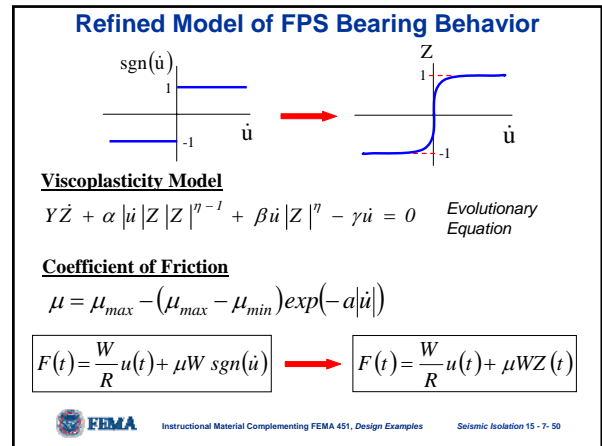 Refined Model of FPS Bearing Behavior
sgn(u̇)
1
-1
u̇
Z
1
-1
u̇
Viscoplasticity Model
YŻ + α |u̇|Z|Z|^{η-1} + βu̇|Z|^η − γu̇ = 0
Evolutionary
Equation
Coefficient of Friction
μ = μ_max − (μ_max − μ_min)exp(−a|u̇|)
F(t) = W/R u(t) + μW sgn(u̇)
F(t) = W/R u(t) + μWZ(t)
FEMA
Instructional Material Complementing FEMA 451, Design Examples
Seismic Isolation 15 - 7- 50